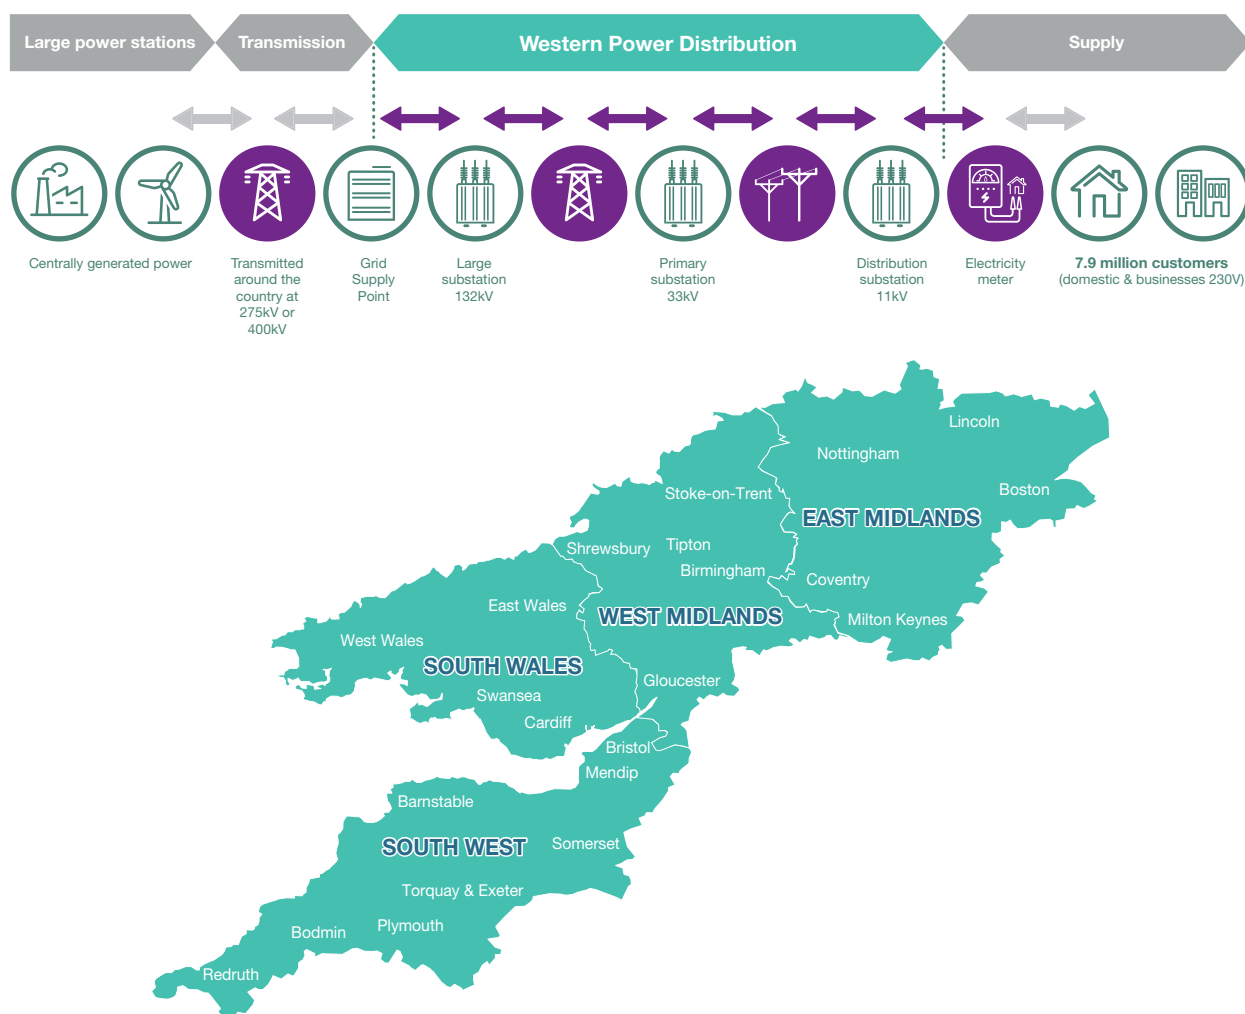 Large power stations
Transmission
Western Power Distribution
Supply
Centrally generated power
Transmitted
around the
country at
275kV or
400kV
Grid
Supply
Point
Large
substation
132kV
Primary
substation
33kV
Distribution
substation
11kV
Electricity
meter
7.9 million customers
(domestic & businesses 230V)
Lincoln
Nottingham
Boston
Stoke-on-Trent
EAST MIDLANDS
Shrewsbury
Tipton
Birmingham
Coventry
East Wales
WEST MIDLANDS
Milton Keynes
West Wales
SOUTH WALES
Gloucester
Swansea
Cardiff
Bristol
Mendip
Barnstable
SOUTH WEST
Somerset
Torquay & Exeter
Plymouth
Bodmin
Redruth